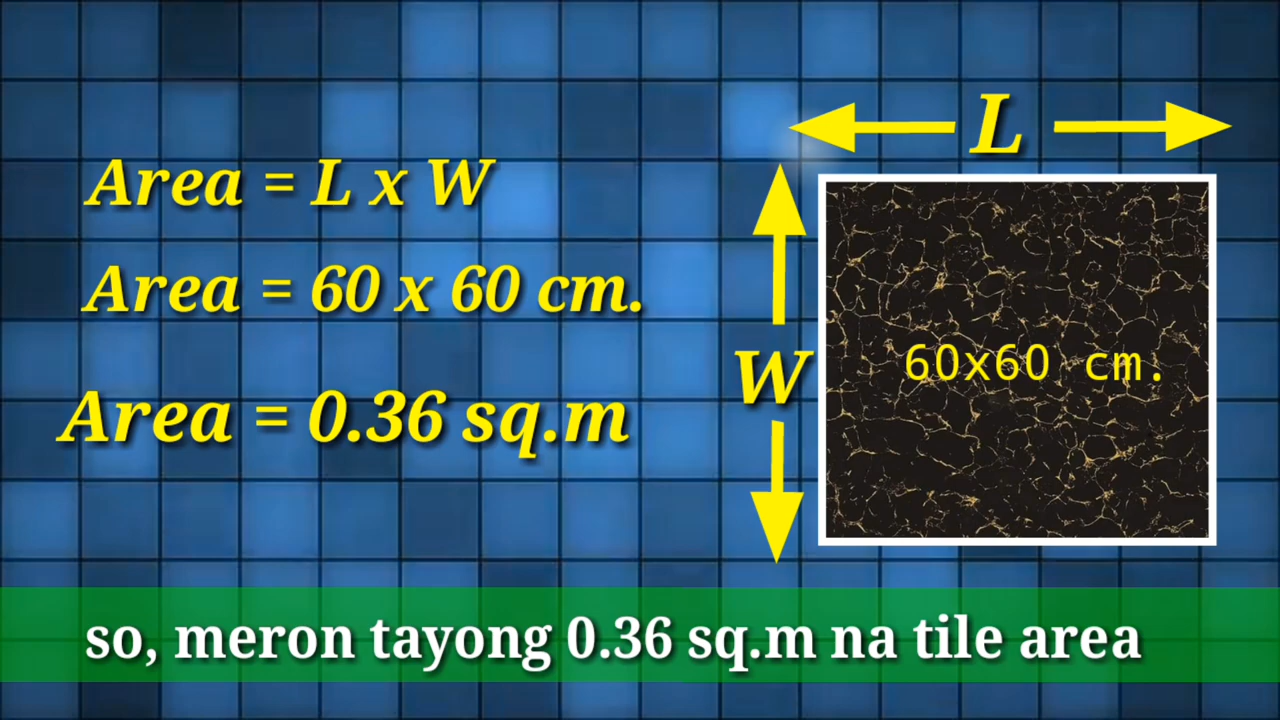 Area = L x W
Area = 60 x 60 cm.
Area = 0.36 sq.m
L
W
60x60 cm.
so, meron tayong 0.36 sq.m na tile area